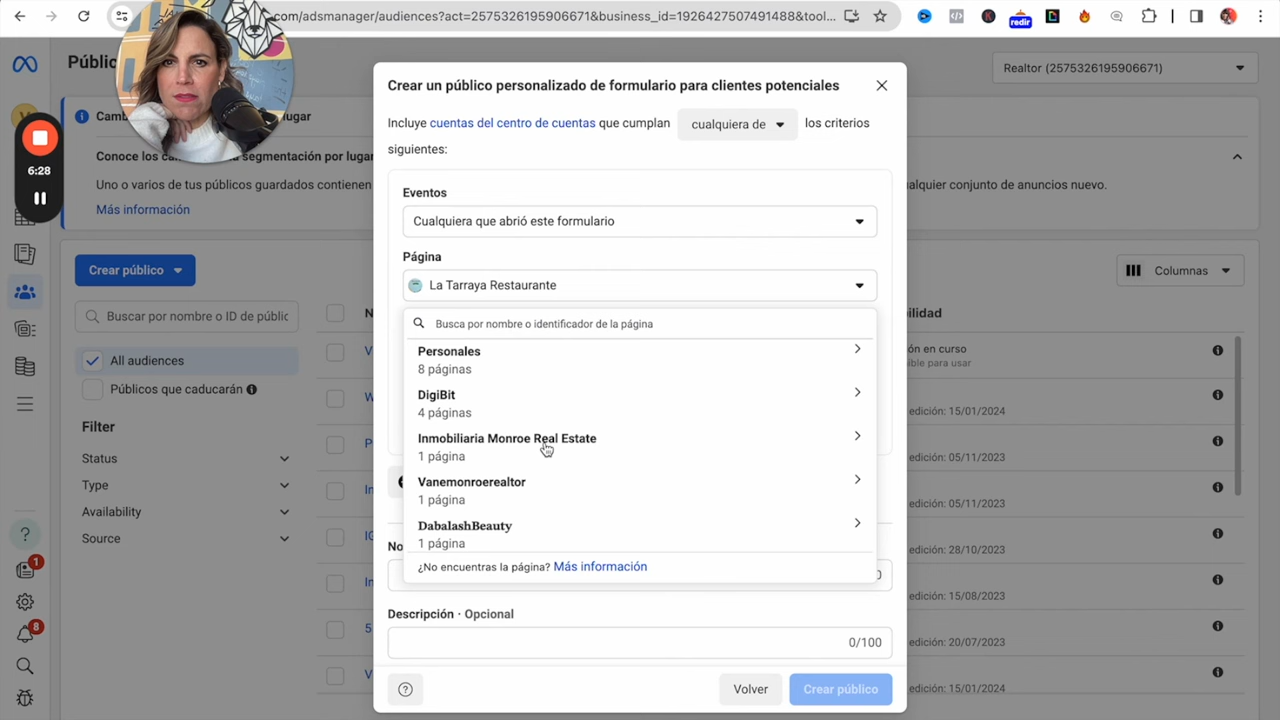 .com/adsmanager/audiences?act=2575326195906671&business_id=1926427507491488&tool...
redir
Públic
Realtor (2575326195906671)
6:28
lugar
Conoce los
segmentación por
Uno o varios de tus públicos guardados contienen
alquier conjunto de anuncios nuevo.
Más información
Crear público
Columnas
Buscar por nombre o ID de públic
All audiences
Públicos que caducarán
Filter
Status
Type
Availability
Source
ón en curso
ible para usar
edición: 15/01/2024
edición: 05/11/2023
edición: 05/11/2023
edición: 28/10/2023
edición: 15/08/2023
edición: 20/07/2023
edición: 15/01/2024
1
8
Crear un público personalizado de formulario para clientes potenciales
Incluye cuentas del centro de cuentas que cumplan cualquiera de los criterios
siguientes:
Eventos
Cualquiera que abrió este formulario
Página
La Tarraya Restaurante
Busca por nombre o identificador de la página
Personales
8 páginas
DigiBit
4 páginas
Inmobiliaria Monroe Real Estate
1 página
Vanemonroerealtor
1 página
DabalashBeauty
1 página
¿No encuentras la página? Más información
No
Descripción · Opcional
0/100
Volver
Crear público